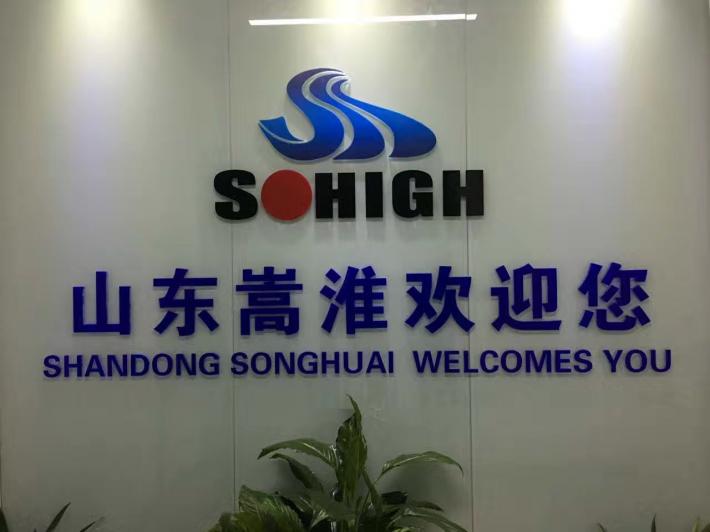 SOHIGH
山东嵩淮欢迎您
SHANDONG SONGHUAI WELCOMES YOU